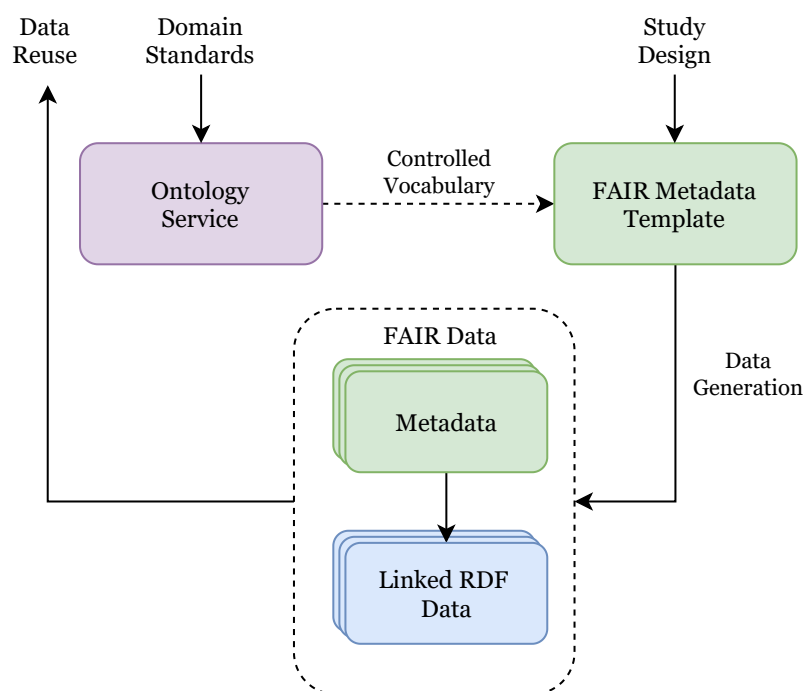 Data
Reuse
Domain
Standards
Study
Design
Ontology
Service
Controlled
Vocabulary
FAIR Metadata
Template
FAIR Data
Metadata
Data
Generation
Linked RDF
Data